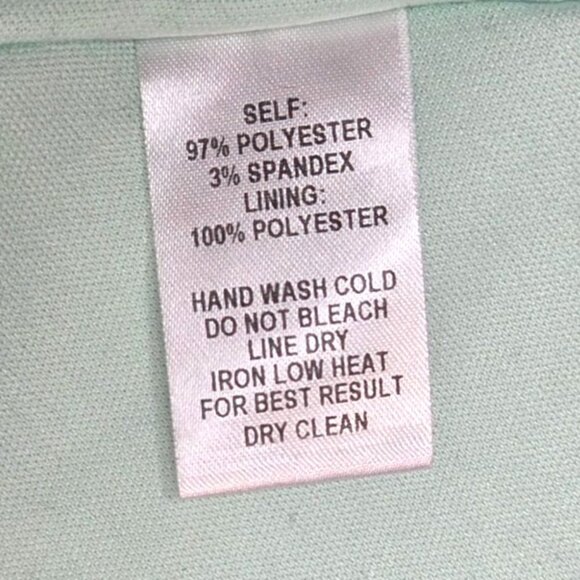 SELF:
97% POLYESTER
3% SPANDEX
LINING:
100% POLYESTER
HAND WASH COLD
DO NOT BLEACH
LINE DRY
IRON LOW HEAT
FOR BEST RESULT
DRY CLEAN